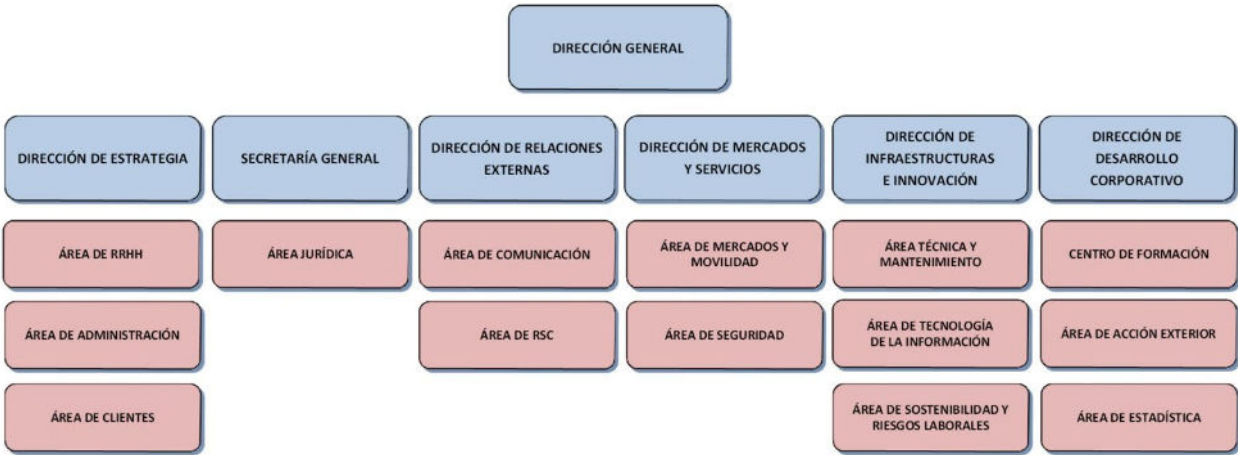 DIRECCIÓN GENERAL
DIRECCIÓN DE ESTRATEGIA
SECRETARÍA GENERAL
DIRECCIÓN DE RELACIONES
EXTERNAS
DIRECCIÓN DE MERCADOS
Y SERVICIOS
DIRECCIÓN DE
INFRAESTRUCTURAS
E INNOVACIÓN
DIRECCIÓN DE
DESARROLLO
CORPORATIVO
ÁREA DE RRHH
ÁREA JURÍDICA
ÁREA DE COMUNICACIÓN
ÁREA DE MERCADOS Y
MOVILIDAD
ÁREA TÉCNICA Y
MANTENIMIENTO
CENTRO DE FORMACIÓN
ÁREA DE ADMINISTRACIÓN
ÁREA DE RSC
ÁREA DE SEGURIDAD
ÁREA DE TECNOLOGÍA
DE LA INFORMACIÓN
ÁREA DE ACCIÓN EXTERIOR
ÁREA DE CLIENTES
ÁREA DE SOSTENIBILIDAD Y
RIESGOS LABORALES
ÁREA DE ESTADÍSTICA